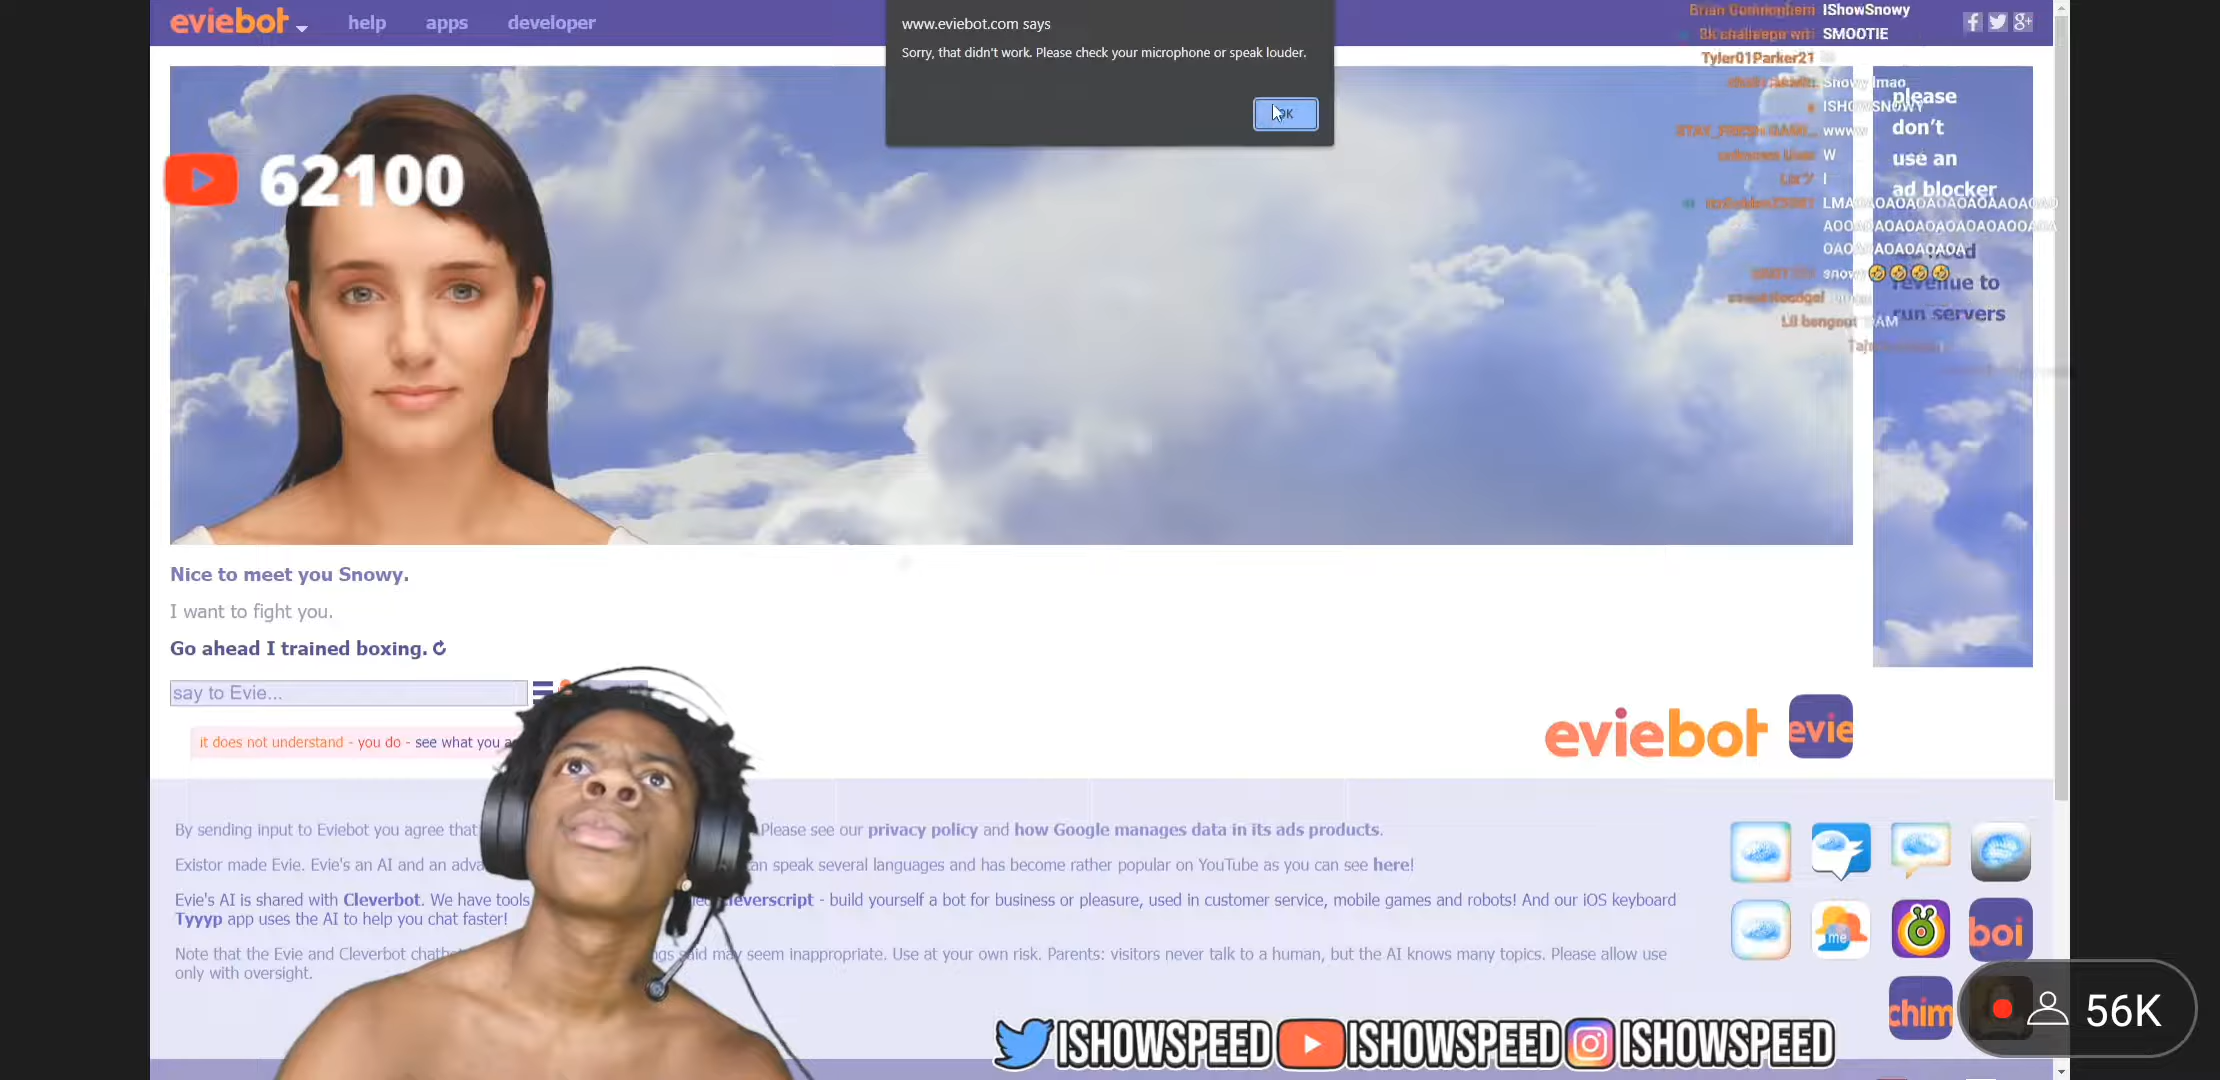 eviebot
help
apps
developer
www.eviebot.com says
Sorry, that didn't work. Please check your microphone or speak louder.
OK
IShowSnowy
SMOOTIE
Tyler01Parker21
Snowy lmao
ISHOWSNOWY
wwww
W
I
snow
Lil bengout
62100
please
don't
use an
ad blocker
revenue to
run servers
Nice to meet you Snowy.
I want to fight you.
Go ahead I trained boxing.
say to Evie...
it does not understand - you do - see what you a
eviebot
evie
By sending input to Eviebot you agree that Please see our privacy policy and how Google manages data in its ads products.
Existor made Evie. Evie's an AI and an adva an speak several languages and has become rather popular on YouTube as you can see here!
Evie's AI is shared with Cleverbot. We have tools leverscript - build yourself a bot for business or pleasure, used in customer service, mobile games and robots! And our iOS keyboard
Tyyyp app uses the AI to help you chat faster!
Note that the Evie and Cleverbot chatb ngs said may seem inappropriate. Use at your own risk. Parents: visitors never talk to a human, but the AI knows many topics. Please allow use
only with oversight.
me
boi
chim
56K
ISHOWSPEED
ISHOWSPEED
ISHOWSPEED